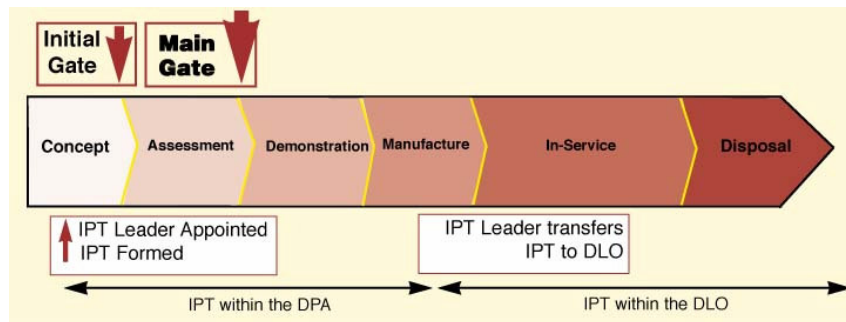 Initial
Gate
Main
Gate
Concept
Assessment
Demonstration
Manufacture
In-Service
Disposal
IPT Leader Appointed
IPT Formed
IPT Leader transfers
IPT to DLO
IPT within the DPA
IPT within the DLO